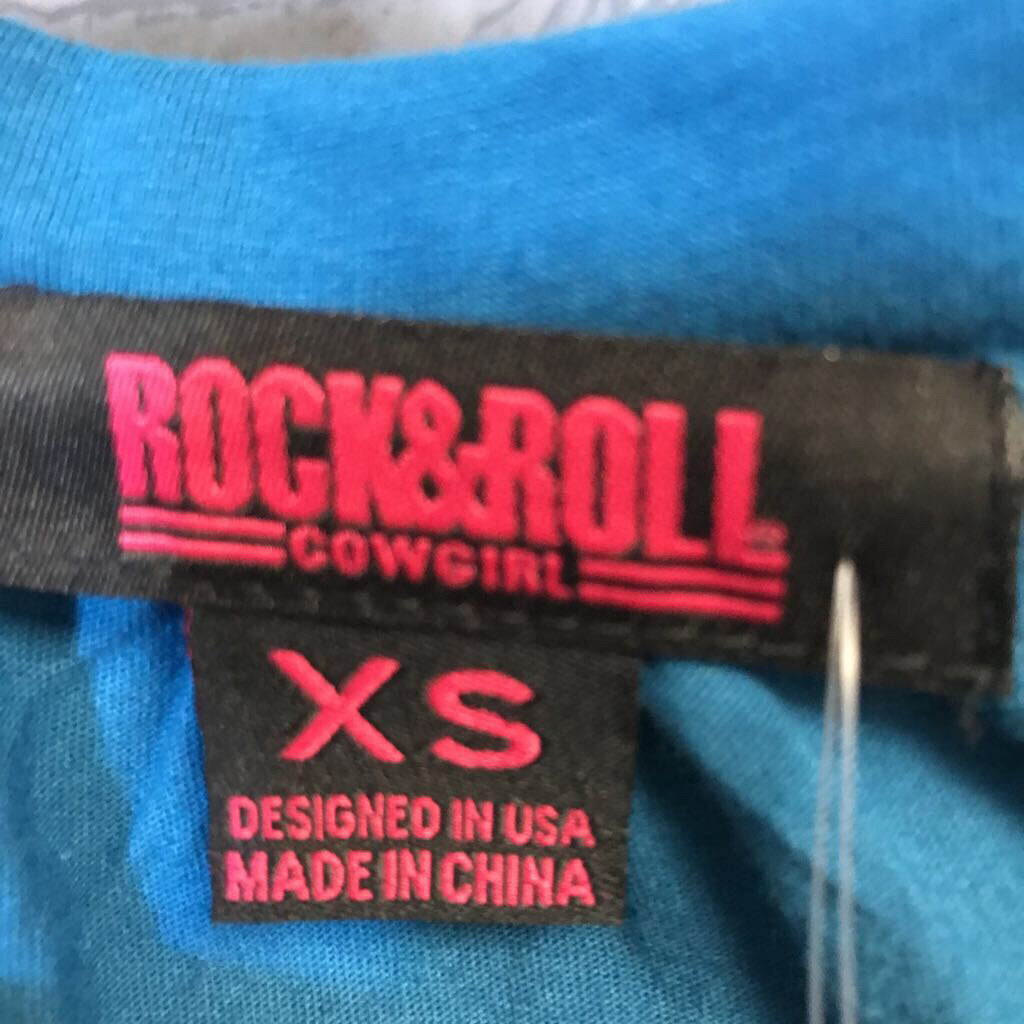 ROCK&ROLL
COWGIRL
XS
DESIGNED IN USA
MADE IN CHINA